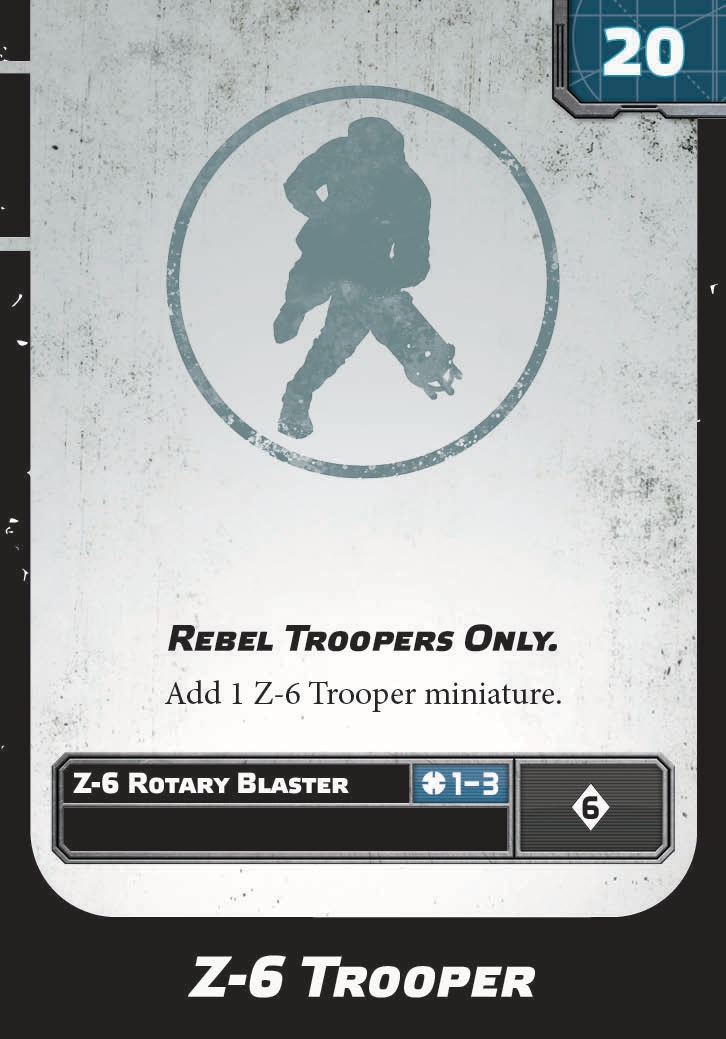 20
Rebel Troopers Only.
Add 1 Z-6 Trooper miniature.
Z-6 Rotary Blaster 1–3
6
Z-6 Trooper